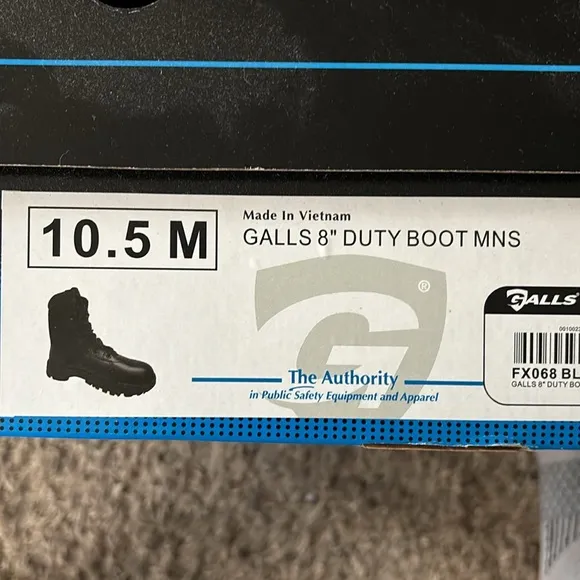 10.5 M
Made In Vietnam
GALLS 8" DUTY BOOT MNS
®
The Authority
in Public Safety Equipment and Apparel
GALLS
FX068 BL
GALLS 8" DUTY BO